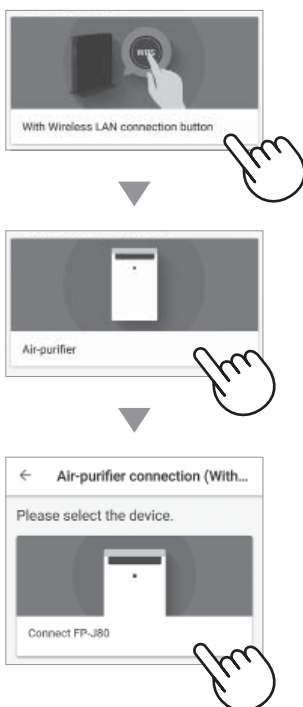 WPS
With Wireless LAN connection button
Air-purifier
← Air-purifier connection (With...
Please select the device.
Connect FP-J80